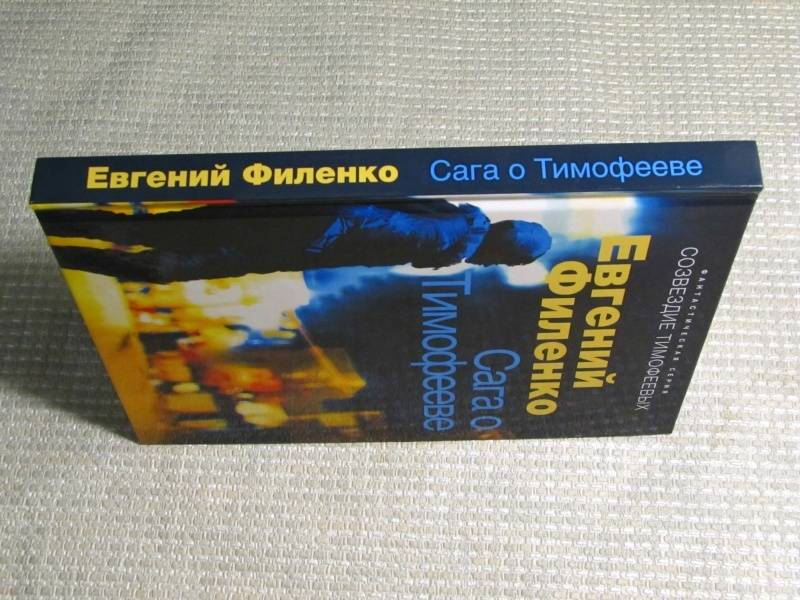 Евгений Филенко Сага о Тимофееве
ФАНТАСТИЧЕСКАЯ СЕРИЯ
СОЗВЕЗДИЕ ТИМОФЕЕВЫХ
Евгений
Филенко
Сага о
Тимофееве